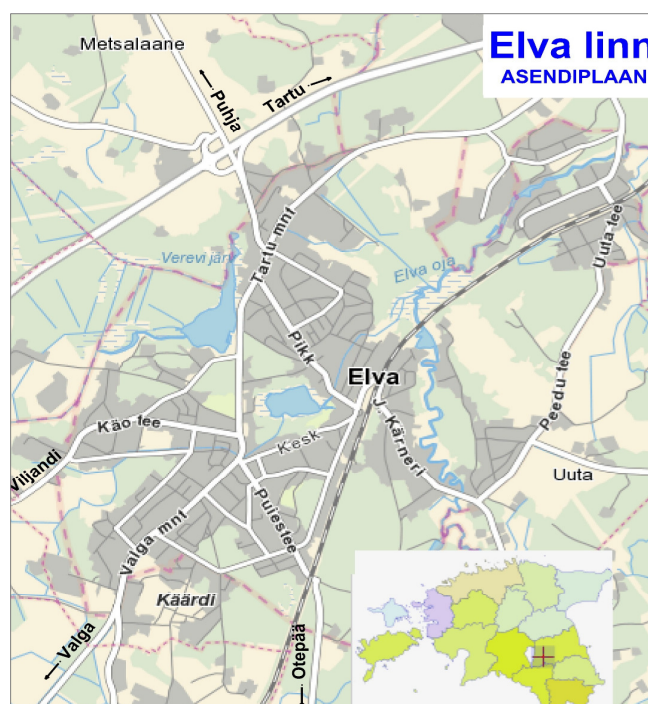 Metsalaane
Elva linn
ASENDIPLAAN
← Puhja
Tartu →
Verevi järv
Tartu mnt
Elva oja
Uuta tee
Pikk
Elva
Peedu tee
Käo tee
Kesk
J. Kärneri
Viljandi
Uuta
Puiestee
Valga mnt
Käärdi
← Valga
← Otepää